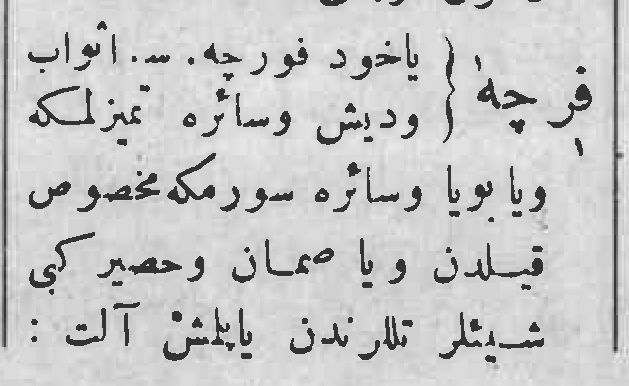 فرچه { یاخود فورچه . س . اثواب
ودیش وسائره تمیزلمکه
ویا بویا وسائره سورمکه مخصوص
قیلدن ویا صمان وحصیر کبی
شیئلر تللرندن یاپلمش آلت :